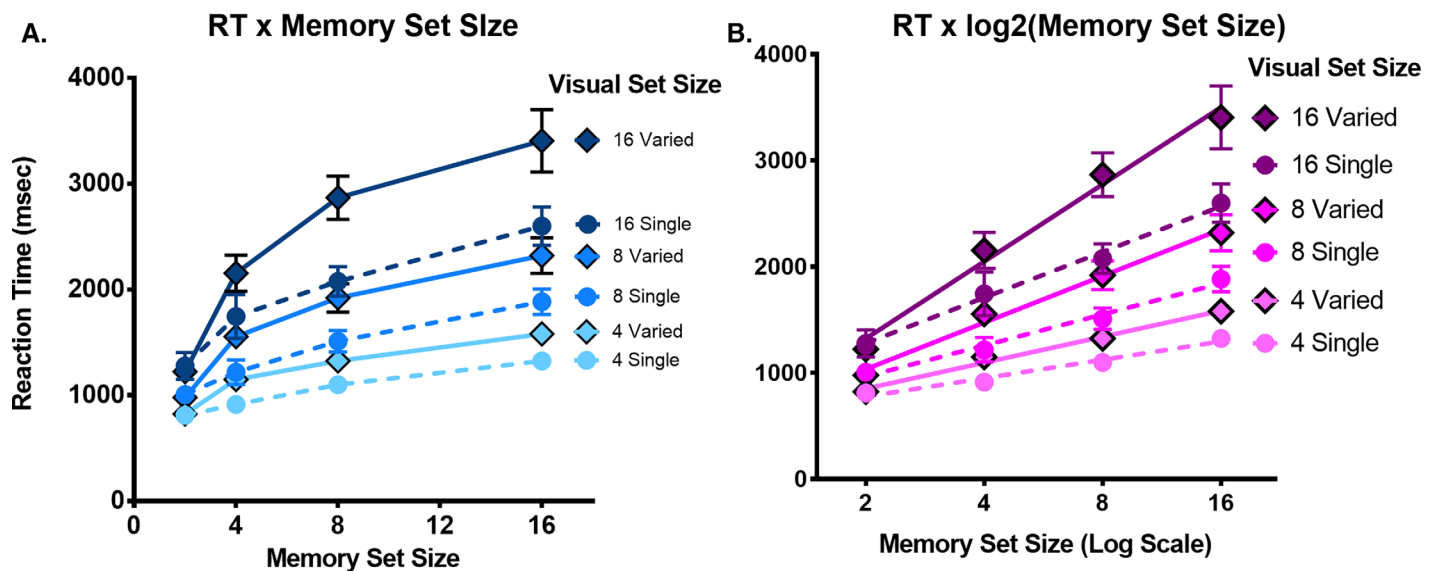 A.
RT x Memory Set SIze
Reaction Time (msec)
4000
3000
2000
1000
0
0
4
8
12
16
Memory Set Size
Visual Set Size
16 Varied
16 Single
8 Varied
8 Single
4 Varied
4 Single
B.
RT x log2(Memory Set Size)
4000
3000
2000
1000
0
2
4
8
16
Memory Set Size (Log Scale)
Visual Set Size
16 Varied
16 Single
8 Varied
8 Single
4 Varied
4 Single